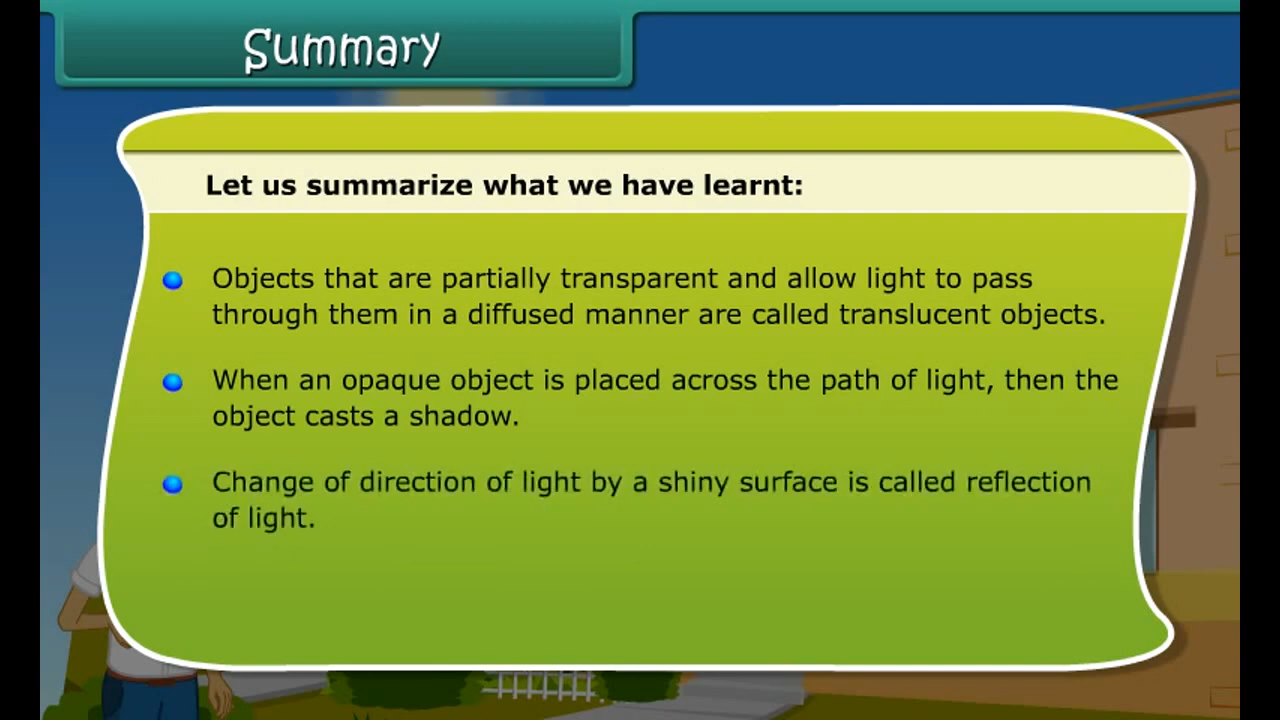 Summary
Let us summarize what we have learnt:
Objects that are partially transparent and allow light to pass
through them in a diffused manner are called translucent objects.
When an opaque object is placed across the path of light, then the
object casts a shadow.
Change of direction of light by a shiny surface is called reflection
of light.